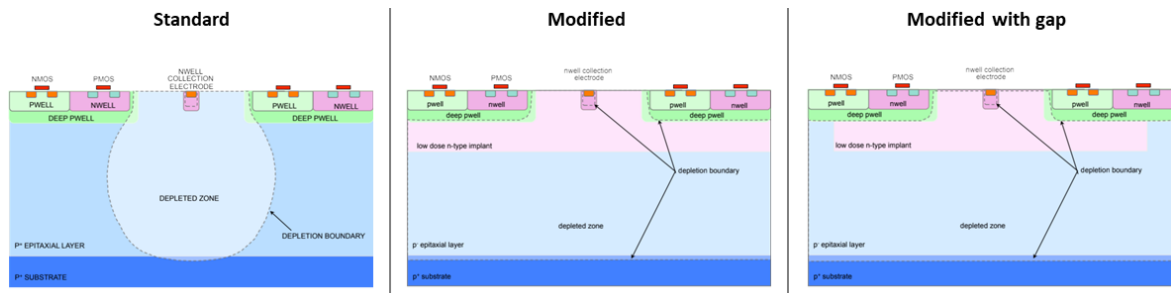 Standard
NMOS
PMOS
NWELL
COLLECTION
ELECTRODE
PWELL
NWELL
PWELL
NWELL
DEEP PWELL
DEEP PWELL
DEPLETED ZONE
DEPLETION BOUNDARY
P⁻ EPITAXIAL LAYER
P⁺ SUBSTRATE
Modified
NMOS
PMOS
nwell collection
electrode
pwell
nwell
pwell
nwell
deep pwell
deep pwell
low dose n-type implant
depletion boundary
depleted zone
p⁻ epitaxial layer
p⁺ substrate
Modified with gap
NMOS
PMOS
nwell collection
electrode
pwell
nwell
pwell
nwell
deep pwell
deep pwell
low dose n-type implant
depletion boundary
depleted zone
p⁻ epitaxial layer
p⁺ substrate